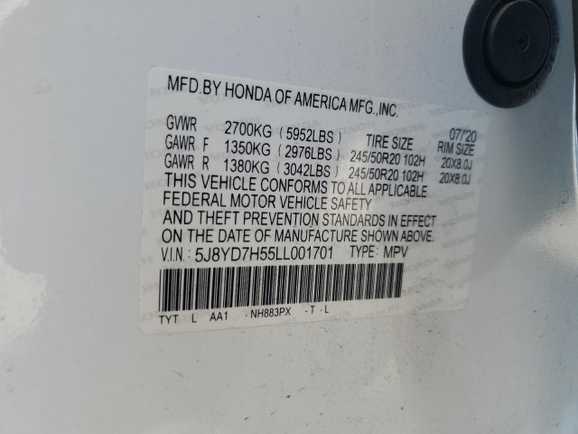 MFD.BY HONDA OF AMERICA MFG.,INC.
07/20
GVWR 2700KG (5952LBS) TIRE SIZE RIM SIZE
GAWR F 1350KG (2976LBS) 245/50R20 102H 20X8.0J
GAWR R 1380KG (3042LBS) 245/50R20 102H 20X8.0J
THIS VEHICLE CONFORMS TO ALL APPLICABLE
FEDERAL MOTOR VEHICLE SAFETY
AND THEFT PREVENTION STANDARDS IN EFFECT
ON THE DATE OF MANUFACTURE SHOWN ABOVE.
V.I.N: 5J8YD7H55LL001701 TYPE: MPV
TYT L AA1 -NH883PX -T -L